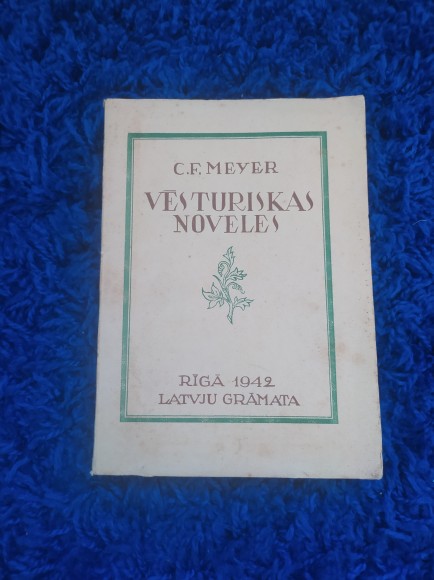 C.F. MEYER
VĒSTURISKAS
NOVELES
RĪGĀ 1942
LATVJU GRĀMATA